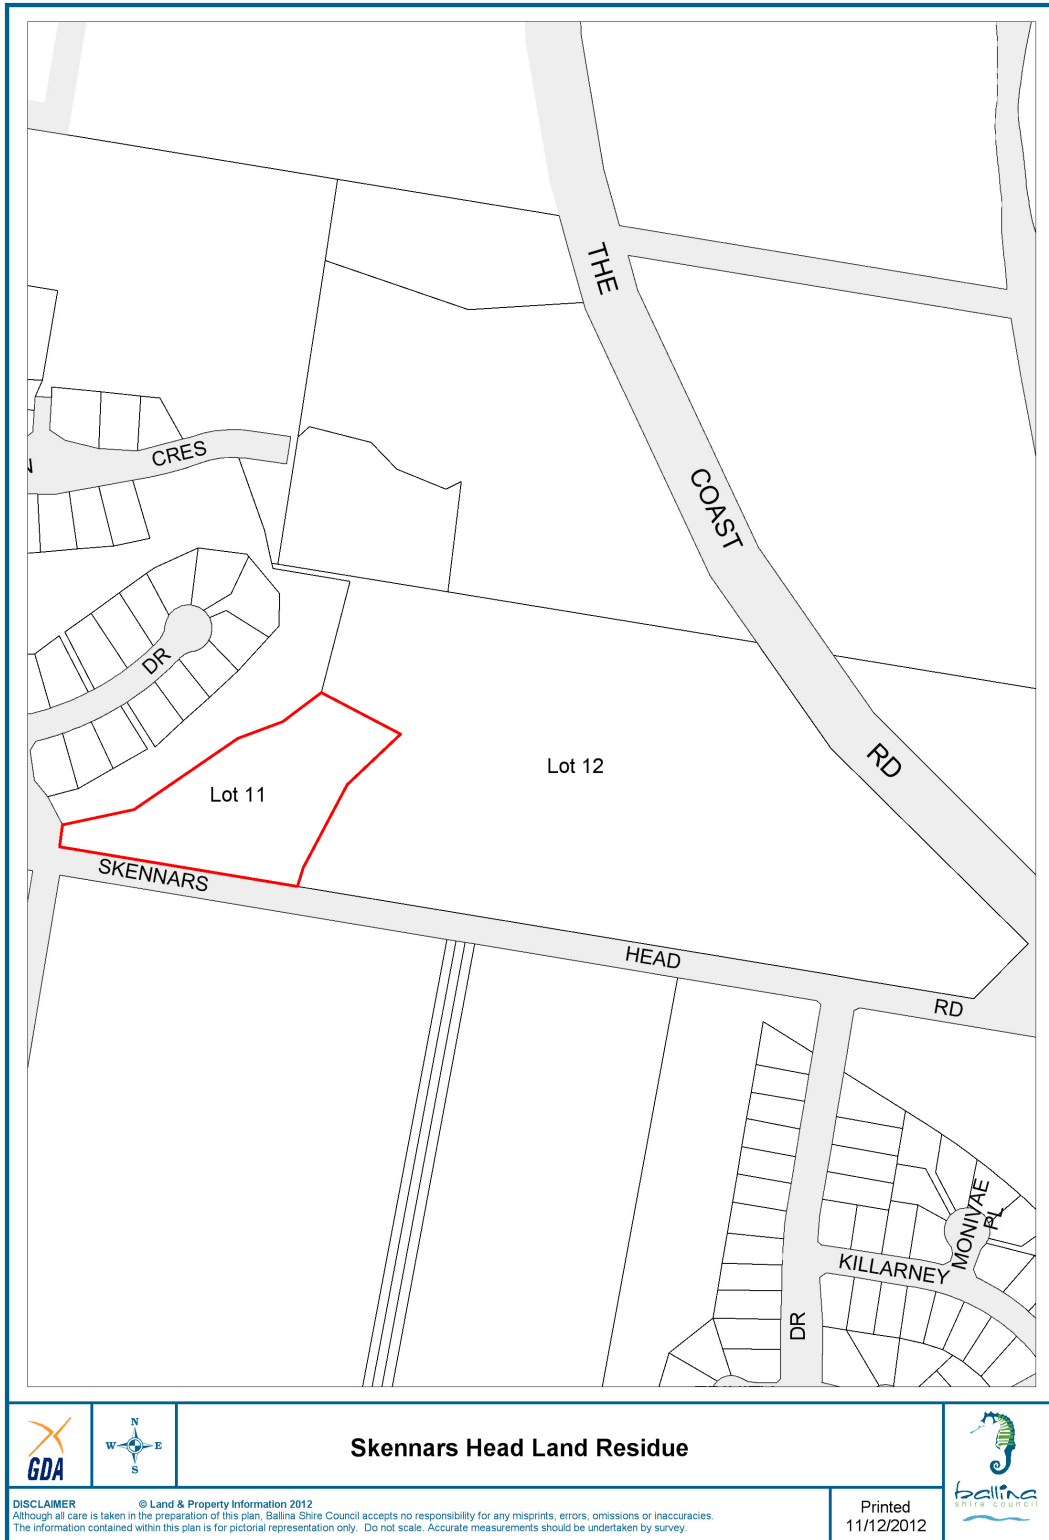 THE
COAST
RD
CRES
DR
Lot 11
Lot 12
SKENNARS
HEAD
RD
MONIVAE
PL
KILLARNEY
DR
Skennars Head Land Residue
GDA
N
W E
S
ballina
shire council
DISCLAIMER © Land & Property Information 2012
Although all care is taken in the preparation of this plan, Ballina Shire Council accepts no responsibility for any misprints, errors, omissions or inaccuracies.
The information contained within this plan is for pictorial representation only. Do not scale. Accurate measurements should be undertaken by survey.
Printed
11/12/2012